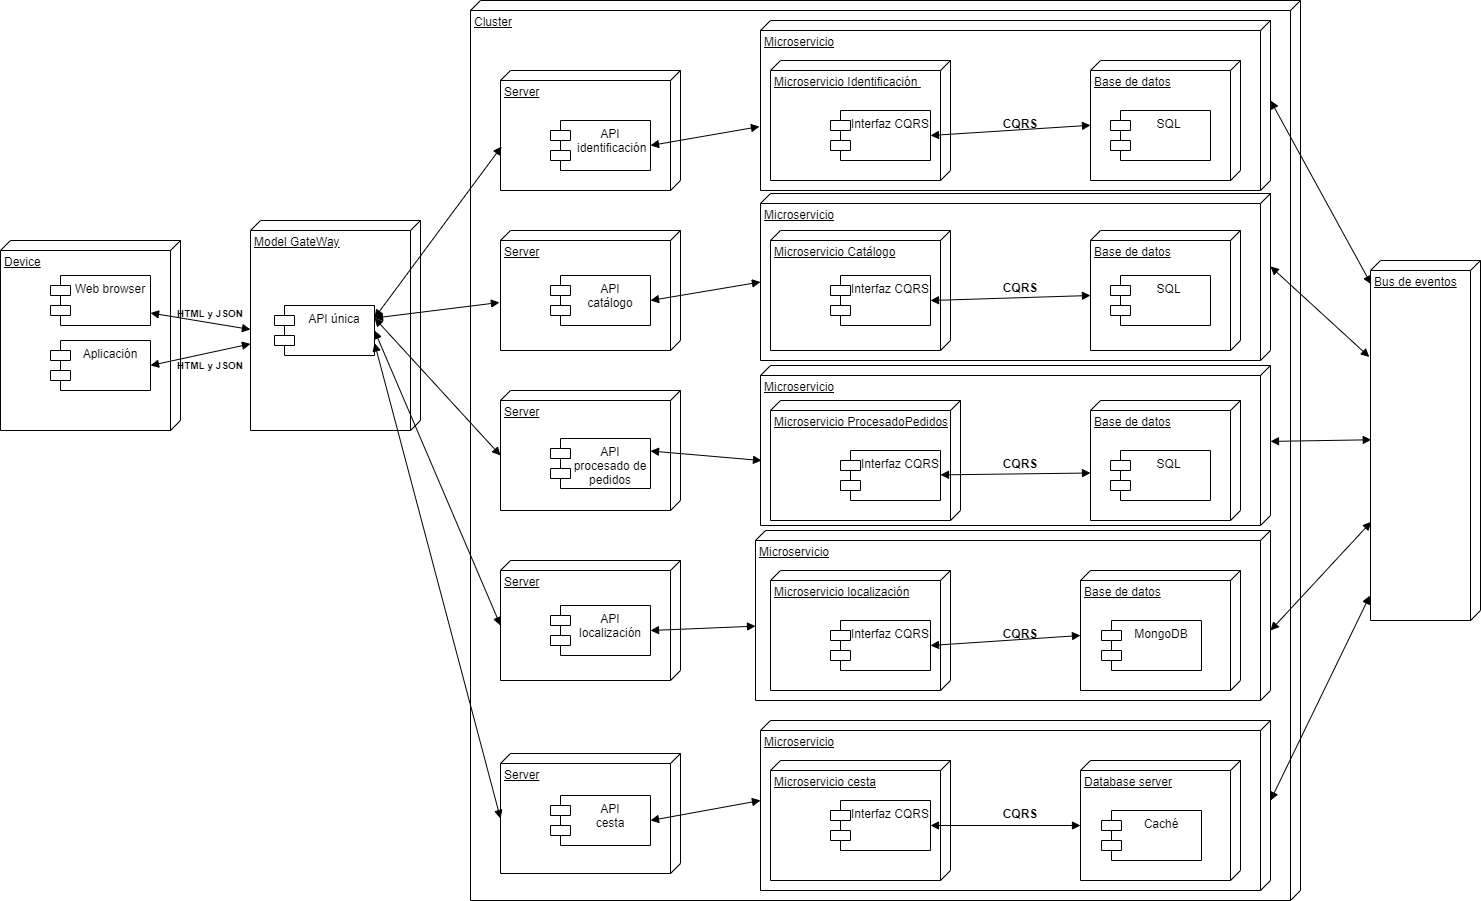 Cluster
Microservicio
Server
API
identificación
Microservicio Identificación
Interfaz CQRS
CQRS
Base de datos
SQL
Device
Web browser
Aplicación
HTML y JSON
HTML y JSON
Model GateWay
API única
Server
API
catálogo
Microservicio
Microservicio Catálogo
Interfaz CQRS
CQRS
Base de datos
SQL
Bus de eventos
Server
API
procesado de
pedidos
Microservicio
Microservicio ProcesadoPedidos
Interfaz CQRS
CQRS
Base de datos
SQL
Server
API
localización
Microservicio
Microservicio localización
Interfaz CQRS
CQRS
Base de datos
MongoDB
Server
API
cesta
Microservicio
Microservicio cesta
Interfaz CQRS
CQRS
Database server
Caché